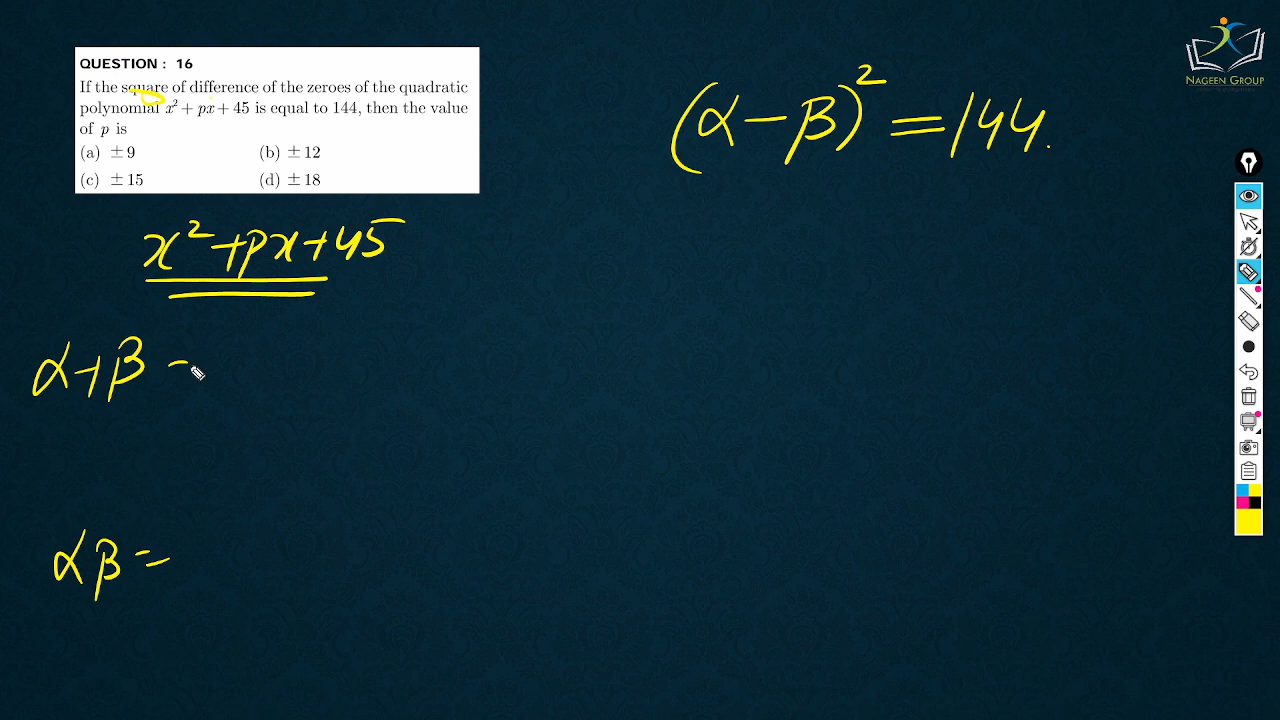 QUESTION : 16
If the square of difference of the zeroes of the quadratic
polynomial x² + px + 45 is equal to 144, then the value
of p is
(a) ± 9 (b) ± 12
(c) ± 15 (d) ± 18
(α − β)² = 144.
x² + px + 45
α + β =
αβ =
NAGEEN GROUP